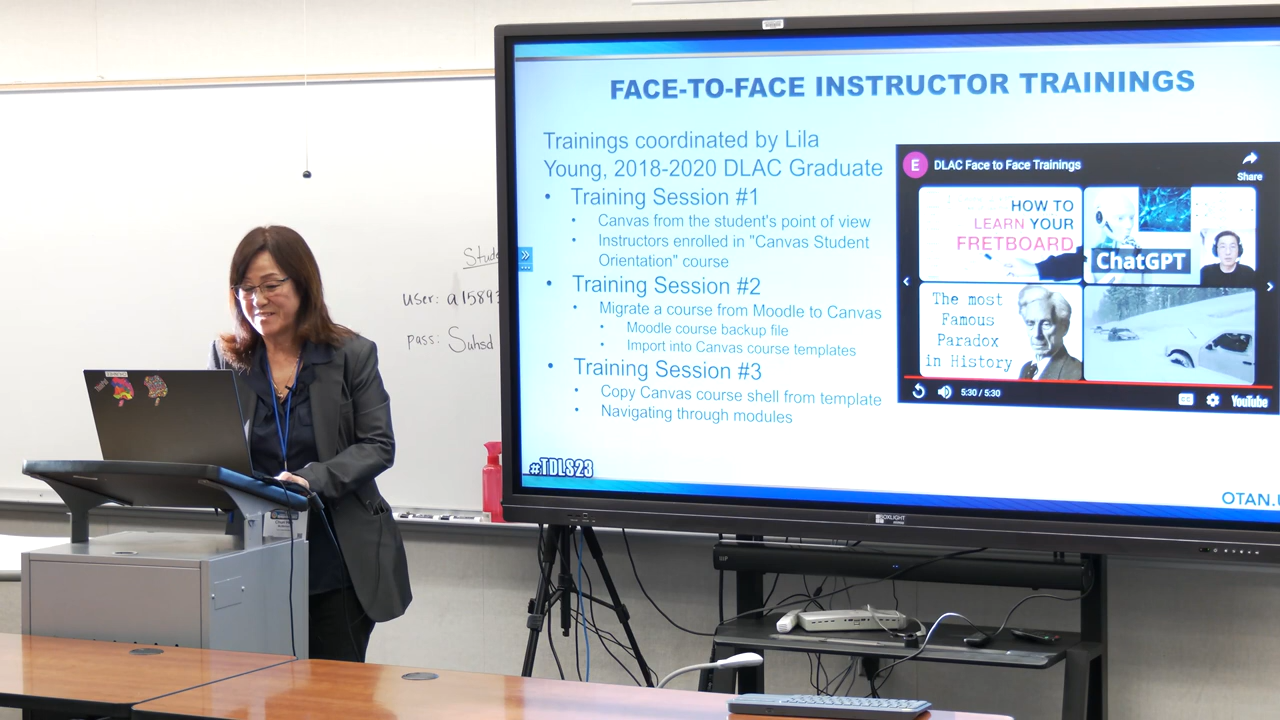 FACE-TO-FACE INSTRUCTOR TRAININGS
Trainings coordinated by Lila
Young, 2018-2020 DLAC Graduate
• Training Session #1
• Canvas from the student's point of view
• Instructors enrolled in "Canvas Student
Orientation" course
• Training Session #2
• Migrate a course from Moodle to Canvas
• Moodle course backup file
• Import into Canvas course templates
• Training Session #3
• Copy Canvas course shell from template
• Navigating through modules
E DLAC Face to Face Trainings
Share
HOW TO
LEARN YOUR
FRETBOARD
ChatGPT
The most
Famous
Paradox
in History
5:30 / 5:30
CC
YouTube
#TDLS23
OTAN.
BOXLIGHT
user: a1589
pass: Suhsd